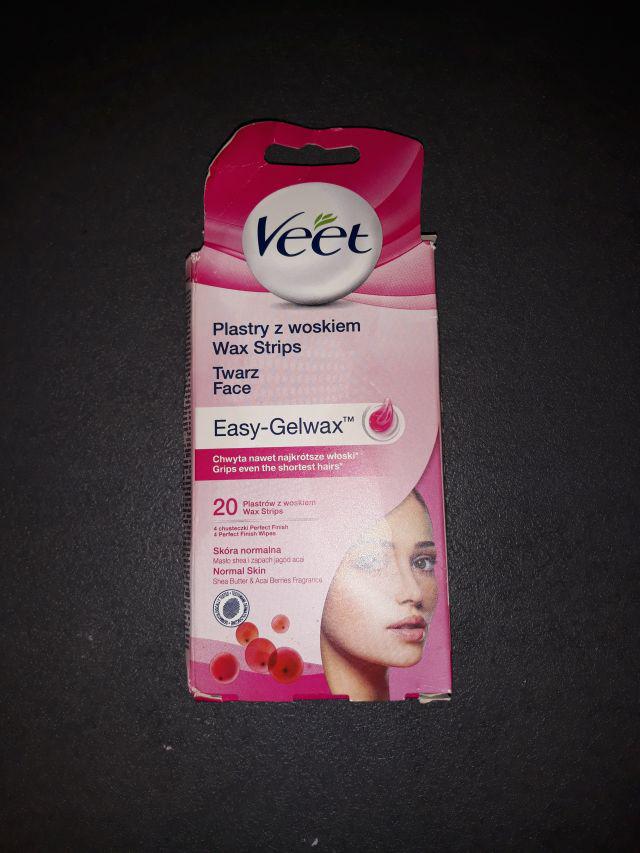 Veet
Plastry z woskiem
Wax Strips
Twarz
Face
Easy-Gelwax™
Chwyta nawet najkrótsze włoski*
Grips even the shortest hairs*
20 Plastrów z woskiem
Wax Strips
4 chusteczki Perfect Finish
4 Perfect Finish Wipes
Skóra normalna
Masło shea i zapach jagód acai
Normal Skin
Shea Butter & Acai Berries Fragrance